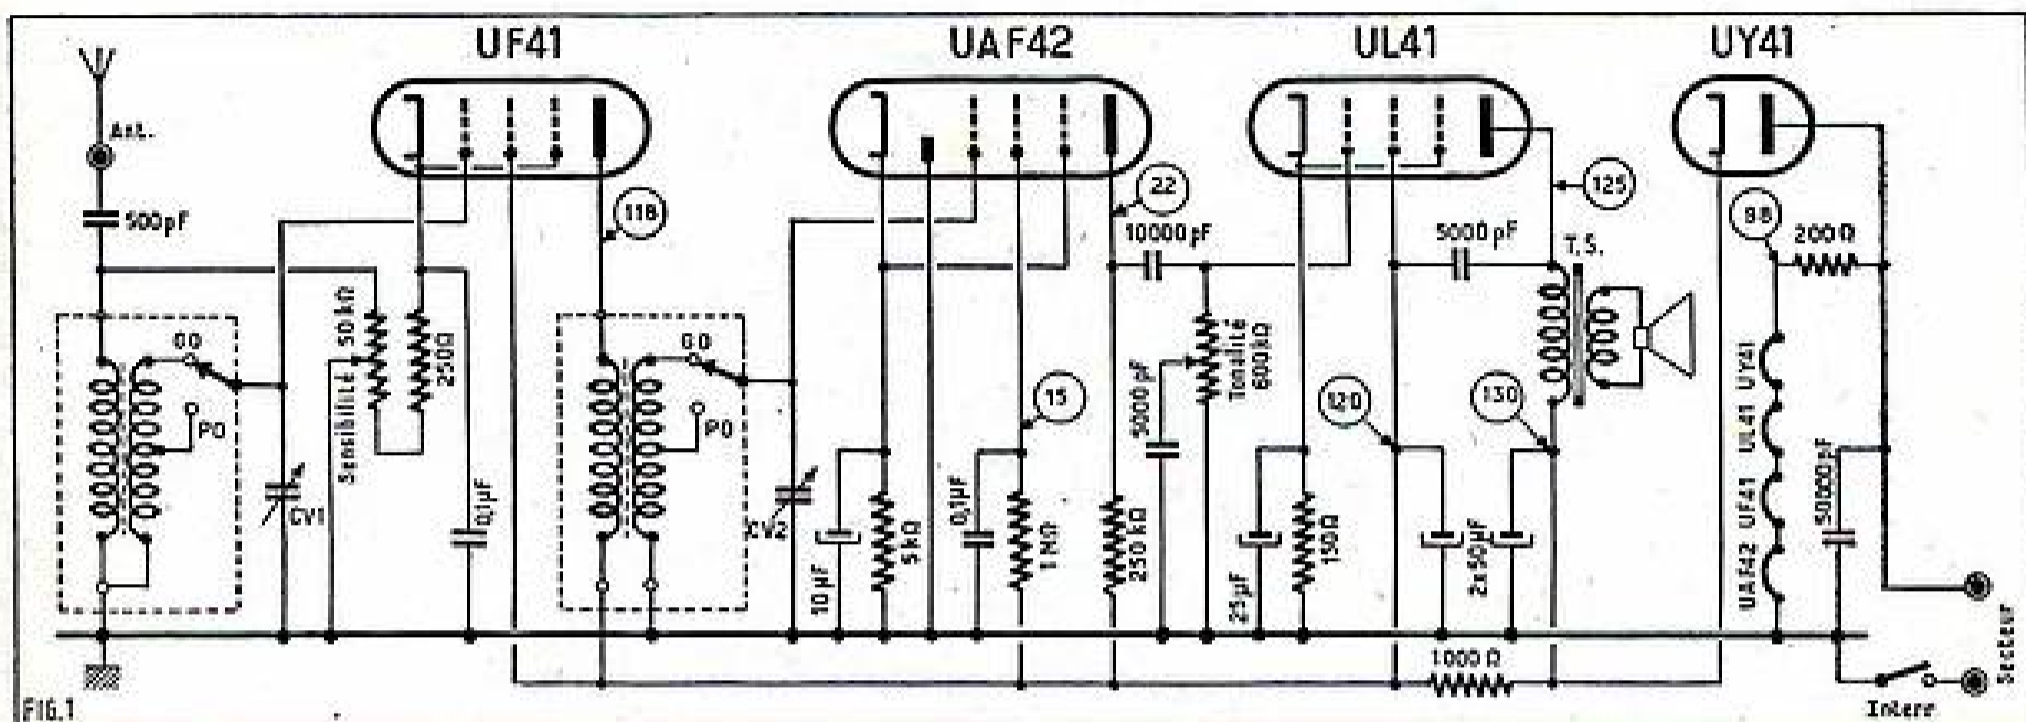 UF41
UAF42
UL41
UY41
Ant.
500pF
118
22
10000pF
5000pF
125
T.S.
88
200Ω
Sensibilité 50kΩ
250Ω
GO
PO
CV1
0,1µF
GO
PO
CV2
10µF
5kΩ
0,1µF
15
1MΩ
250kΩ
5000pF
Tonalité
600kΩ
25µF
150Ω
120
130
2x50µF
UAF42 UF41 UL41 UY41
50000pF
1000Ω
Secteur
Interr
FIG.1